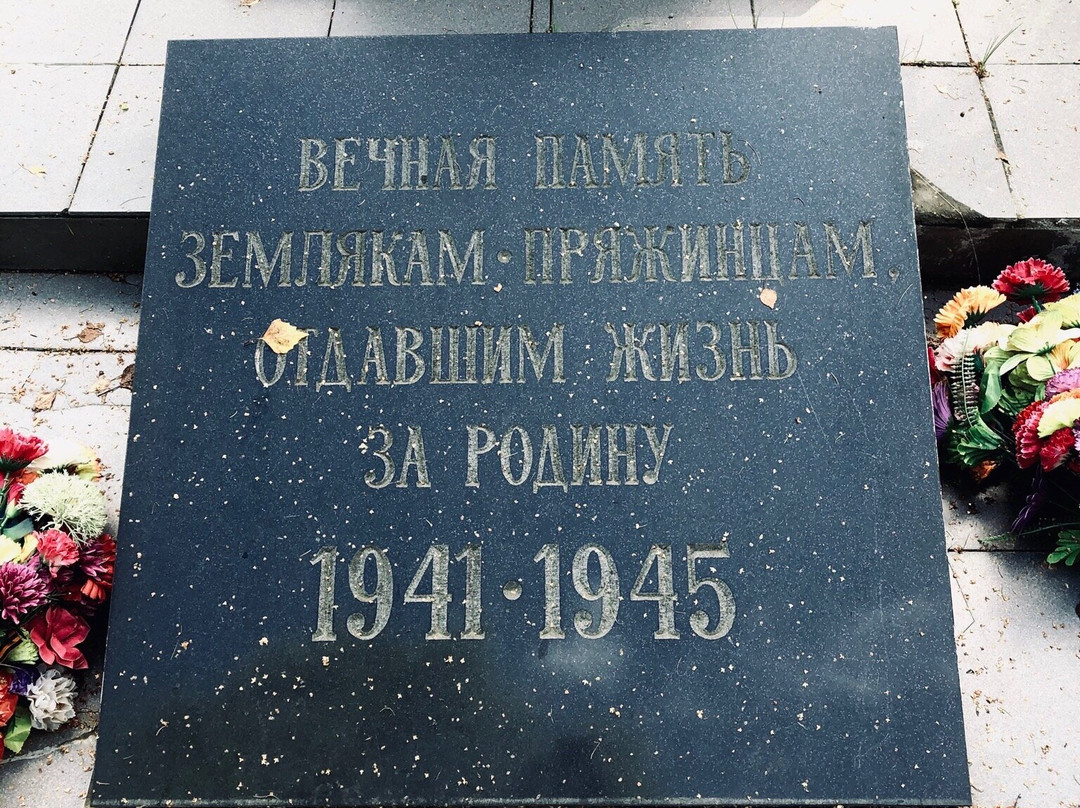 ВЕЧНАЯ ПАМЯТЬ
ЗЕМЛЯКАМ·ПРЯЖИНЦАМ,
ОТДАВШИМ ЖИЗНЬ
ЗА РОДИНУ
1941·1945